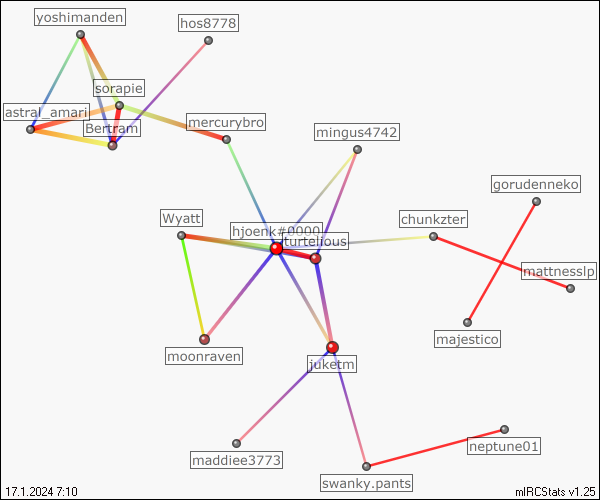 yoshimanden
hos8778
sorapie
astral_amari
Bertram
mercurybro
mingus4742
gorudenneko
Wyatt
chunkzter
hjoenk#0000
turtelious
mattnesslp
majestico
moonraven
juketm
neptune01
maddiee3773
swanky.pants
17.1.2024 7:10
mIRCStats v1.25